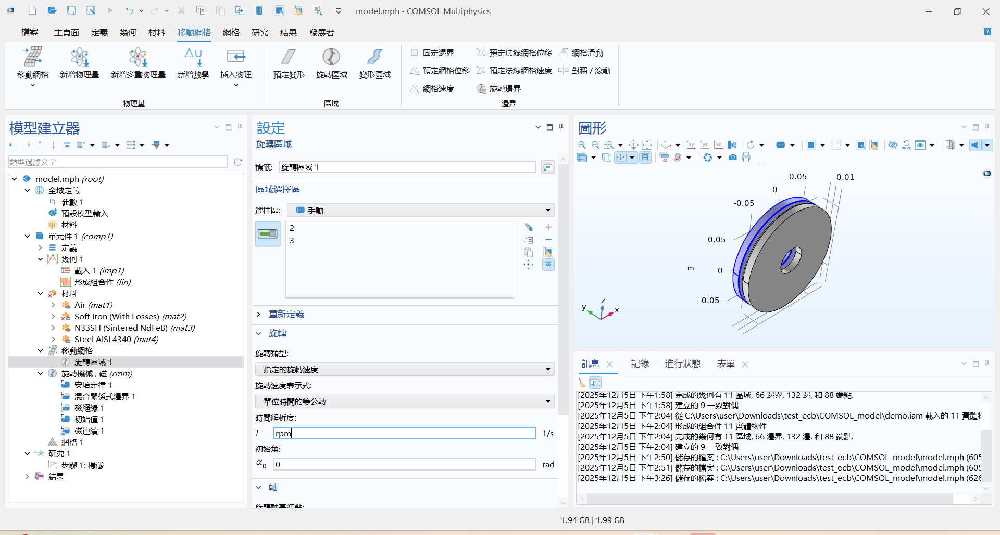 model.mph - COMSOL Multiphysics
檔案 主頁面 定義 幾何 材料 移動網格 網格 研究 結果 發展者
移動網格 新增物理量 新增多重物理量 新增數學 插入物理
物理量
預定變形 旋轉區域 變形區域
區域
固定邊界 預定法線網格位移 網格滑動
預定網格位移 預定法線網格速度 對稱 / 滾動
網格速度 旋轉邊界
邊界
模型建立器
類型過濾文字
model.mph (root)
全域定義
參數 1
預設模型輸入
材料
單元件 1 (comp1)
定義
幾何 1
載入 1 (imp1)
形成組合件 (fin)
材料
Air (mat1)
Soft Iron (With Losses) (mat2)
N33SH (Sintered NdFeB) (mat3)
Steel AISI 4340 (mat4)
移動網格
旋轉區域 1
旋轉機械 , 磁 (rmm)
安培定律 1
混合關係式邊界 1
磁絕緣 1
初始值 1
磁連續 1
網格 1
研究 1
步驟 1: 穩態
結果
設定
旋轉區域
標籤: 旋轉區域 1
區域選擇區
選擇區: 手動
2
3
重新定義
旋轉
旋轉類型:
指定的旋轉速度
旋轉速度表示式:
單位時間的等公轉
時間解析度:
f rpm 1/s
初始角:
α0 0 rad
軸
旋轉軸基準點:
圖形
...
0.05 0.01
0
-0.05
0.05
m 0
-0.05
z
y x
訊息 記錄 進行狀態 表單
[2025年12月5日 下午1:58] 完成的幾何有 11 區域, 66 邊界, 132 邊, 和 88 端點.
[2025年12月5日 下午1:58] 建立的 9 一致對偶
[2025年12月5日 下午2:04] 從 C:\Users\user\Downloads\test_ecb\COMSOL_model\demo.iam 載入的 11 實體
[2025年12月5日 下午2:04] 形成的組合件 11 實體物件
[2025年12月5日 下午2:04] 完成的幾何有 11 區域, 66 邊界, 132 邊, 和 88 端點.
[2025年12月5日 下午2:04] 建立的 9 一致對偶
[2025年12月5日 下午2:50] 儲存的檔案 : C:\Users\user\Downloads\test_ecb\COMSOL_model\model.mph (605
[2025年12月5日 下午2:51] 儲存的檔案 : C:\Users\user\Downloads\test_ecb\COMSOL_model\model.mph (605
[2025年12月5日 下午3:26] 儲存的檔案 : C:\Users\user\Downloads\test_ecb\COMSOL_model\model.mph (626
1.94 GB | 1.99 GB